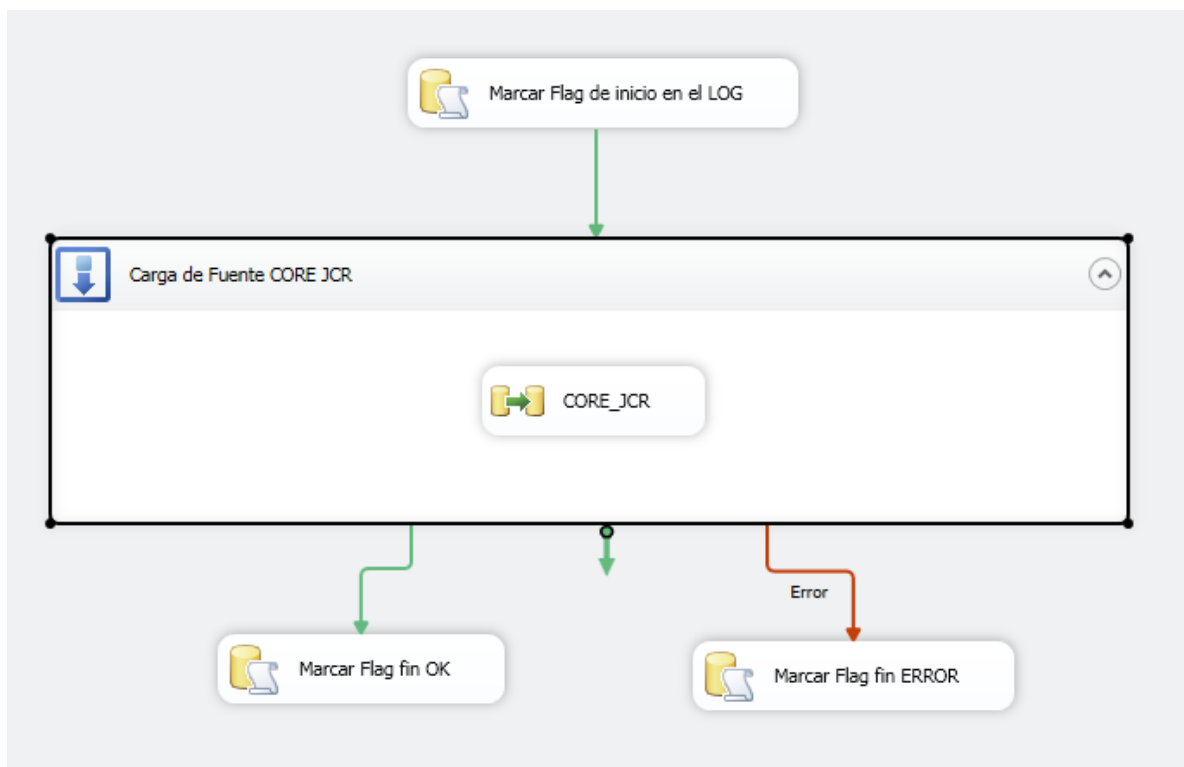 Marcar Flag de inicio en el LOG
Carga de Fuente CORE JCR
CORE_JCR
Error
Marcar Flag fin OK
Marcar Flag fin ERROR